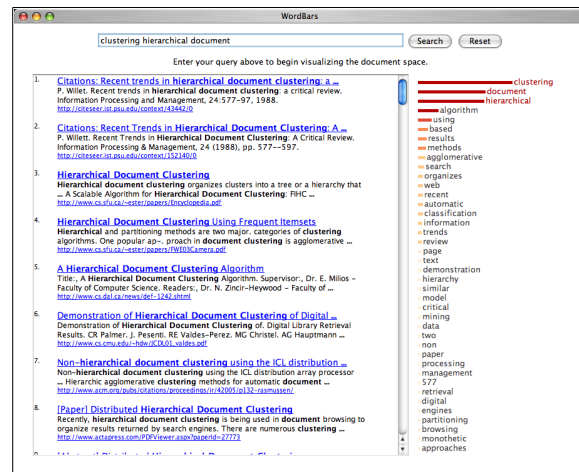 WordBars
clustering hierarchical document
Search
Reset
Enter your query above to begin visualizing the document space.
1. Citations: Recent trends in hierarchical document clustering: a ...
P. Willet. Recent trends in hierarchical document clustering: a critical review.
Information Processing and Management, 24:577-97, 1988.
http://citeseer.ist.psu.edu/context/43442/0
2. Citations: Recent Trends in Hierarchical Document Clustering: A ...
P. Willett. Recent Trends in Hierarchical Document Clustering: A Critical Review.
Information Processing & Management, 24 (1988), pp. 577--597.
http://citeseer.ist.psu.edu/context/152140/0
3. Hierarchical Document Clustering
Hierarchical document clustering organizes clusters into a tree or a hierarchy that
... A Scalable Algorithm for Hierarchical Document Clustering: FIHC ...
http://www.cs.sfu.ca/~ester/papers/Encyclopedia.pdf
4. Hierarchical Document Clustering Using Frequent Itemsets
Hierarchical and partitioning methods are two major. categories of clustering
algorithms. One popular ap-. proach in document clustering is agglomerative ...
http://www.cs.sfu.ca/~ester/papers/FWE03Camera.pdf
5. A Hierarchical Document Clustering Algorithm
Title:, A Hierarchical Document Clustering Algorithm. Supervisor:, Dr. E. Milios -
Faculty of Computer Science. Readers:, Dr. N. Zincir-Heywood - Faculty of ...
http://www.cs.dal.ca/news/def-1242.shtml
6. Demonstration of Hierarchical Document Clustering of Digital ...
Demonstration of Hierarchical Document Clustering of. Digital Library Retrieval
Results. CR Palmer. J. Pesenti. RE Valdes-Perez. MG Christel. AG Hauptmann ...
http://www.cs.cmu.edu/~hdw/JCDL01_valdes.pdf
7. Non-hierarchical document clustering using the ICL distribution ...
Non-hierarchical document clustering using the ICL distribution array processor
... Hierarchic agglomerative clustering methods for automatic document ...
http://www.acm.org/pubs/citations/proceedings/ir/42005/p132-rasmussen/
8. [Paper] Distributed Hierarchical Document Clustering
Recently, hierarchical document clustering is being used in document browsing to
organize results returned by search engines. There are numerous clustering ...
http://www.actapress.com/PDFViewer.aspx?paperId=27773
clustering
document
hierarchical
algorithm
using
based
results
methods
agglomerative
search
organizes
web
recent
automatic
classification
information
trends
review
page
text
demonstration
hierarchy
similar
model
critical
mining
data
two
non
paper
processing
management
577
retrieval
digital
engines
partitioning
browsing
monothetic
approaches